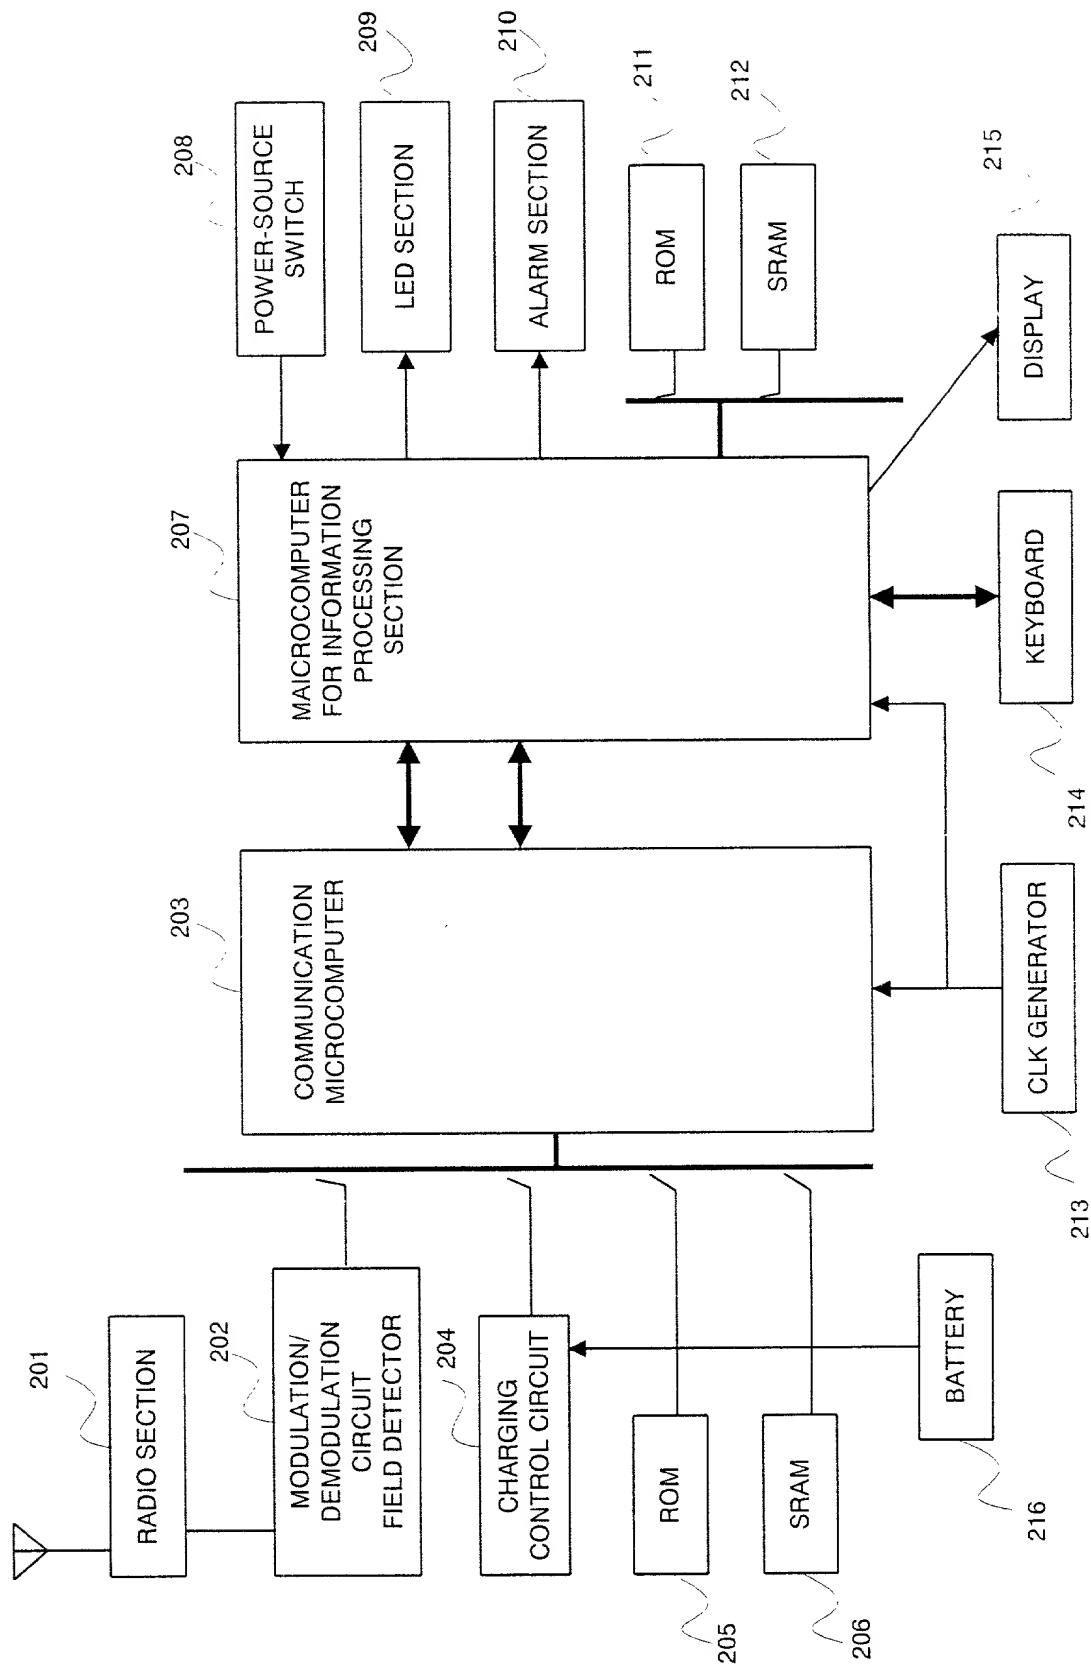 201
RADIO SECTION
202
MODULATION/
DEMODULATION
CIRCUIT
FIELD DETECTOR
204
CHARGING
CONTROL CIRCUIT
ROM
205
SRAM
206
BATTERY
216
203
COMMUNICATION
MICROCOMPUTER
CLK GENERATOR
213
207
MAICROCOMPUTER
FOR INFORMATION
PROCESSING
SECTION
KEYBOARD
214
208
POWER-SOURCE
SWITCH
209
LED SECTION
210
ALARM SECTION
211
ROM
212
SRAM
215
DISPLAY